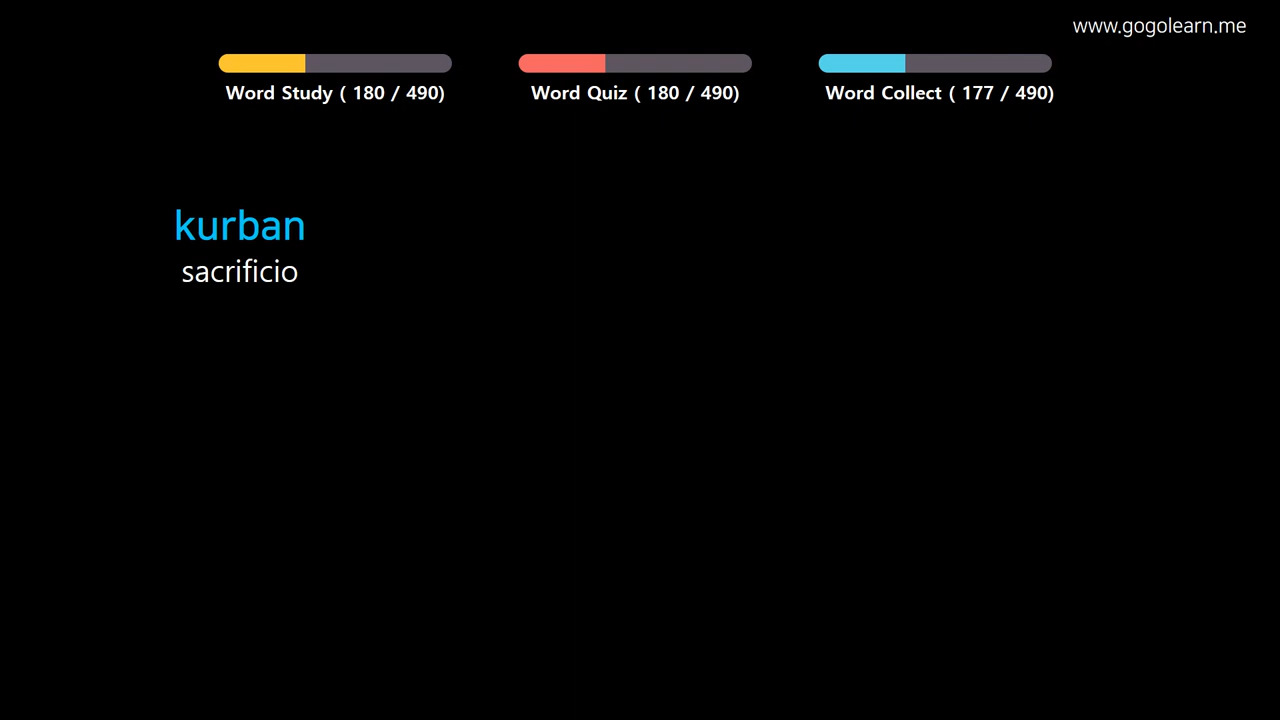 www.gogolearn.me
Word Study ( 180 / 490)
Word Quiz ( 180 / 490)
Word Collect ( 177 / 490)
kurban
sacrificio